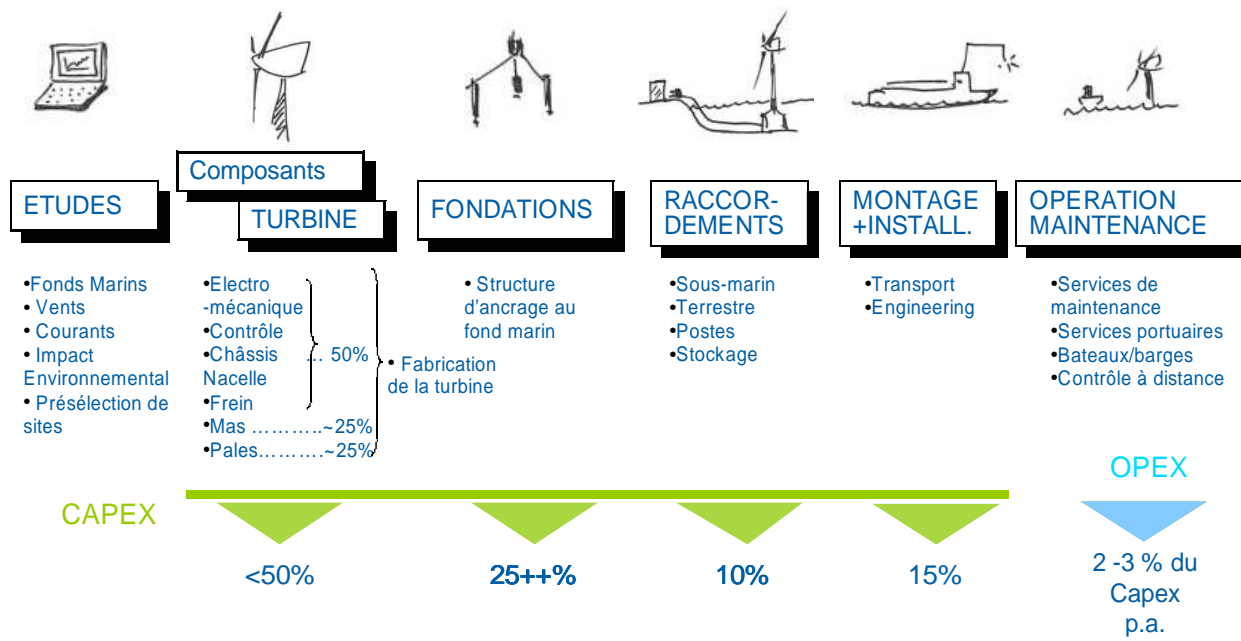 Composants
ETUDES
TURBINE
FONDATIONS
RACCOR-
DEMENTS
MONTAGE
+INSTALL.
OPERATION
MAINTENANCE
•Fonds Marins
• Vents
• Courants
• Impact
Environnemental
• Présélection de
sites
•Electro
-mécanique
•Contrôle
•Châssis ... 50%
Nacelle
•Frein
•Mas ………..~25%
•Pales……….~25%
• Fabrication
de la turbine
• Structure
d'ancrage au
fond marin
•Sous-marin
•Terrestre
•Postes
•Stockage
•Transport
•Engineering
•Services de
maintenance
•Services portuaires
•Bateaux/barges
•Contrôle à distance
CAPEX
<50%
25++%
10%
15%
OPEX
2 -3 % du
Capex
p.a.